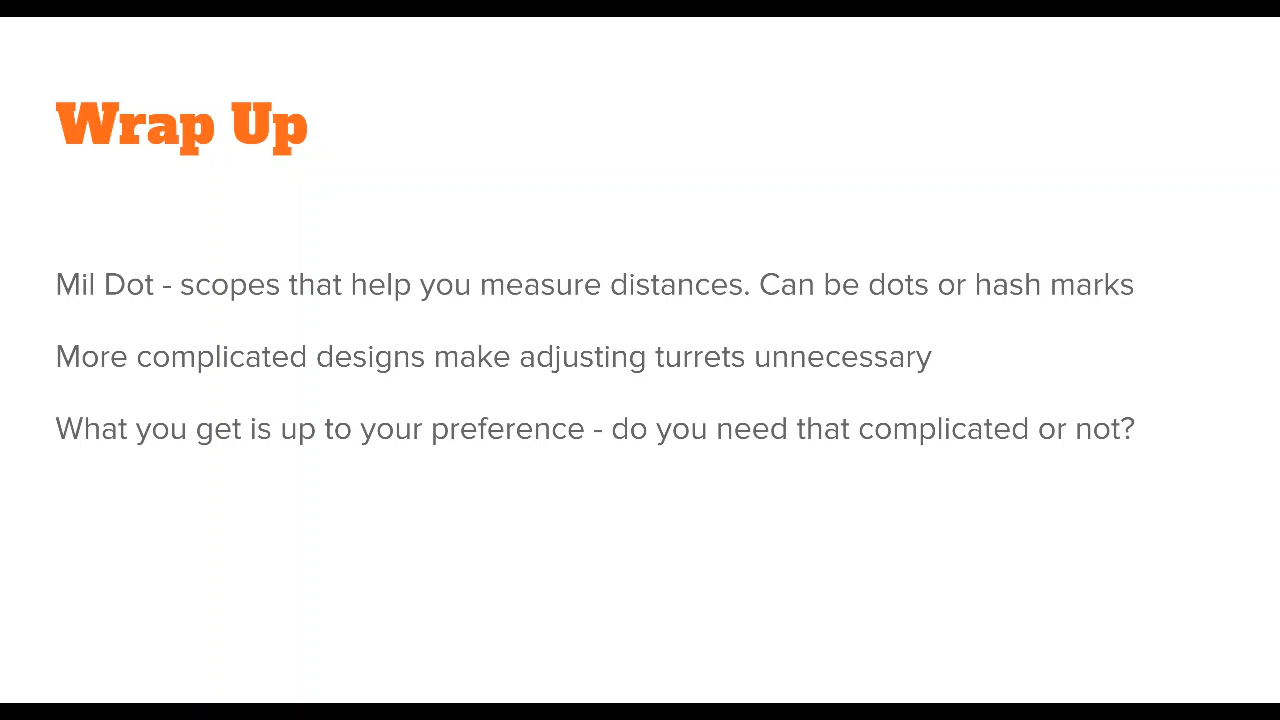 Wrap Up
Mil Dot - scopes that help you measure distances. Can be dots or hash marks
More complicated designs make adjusting turrets unnecessary
What you get is up to your preference - do you need that complicated or not?